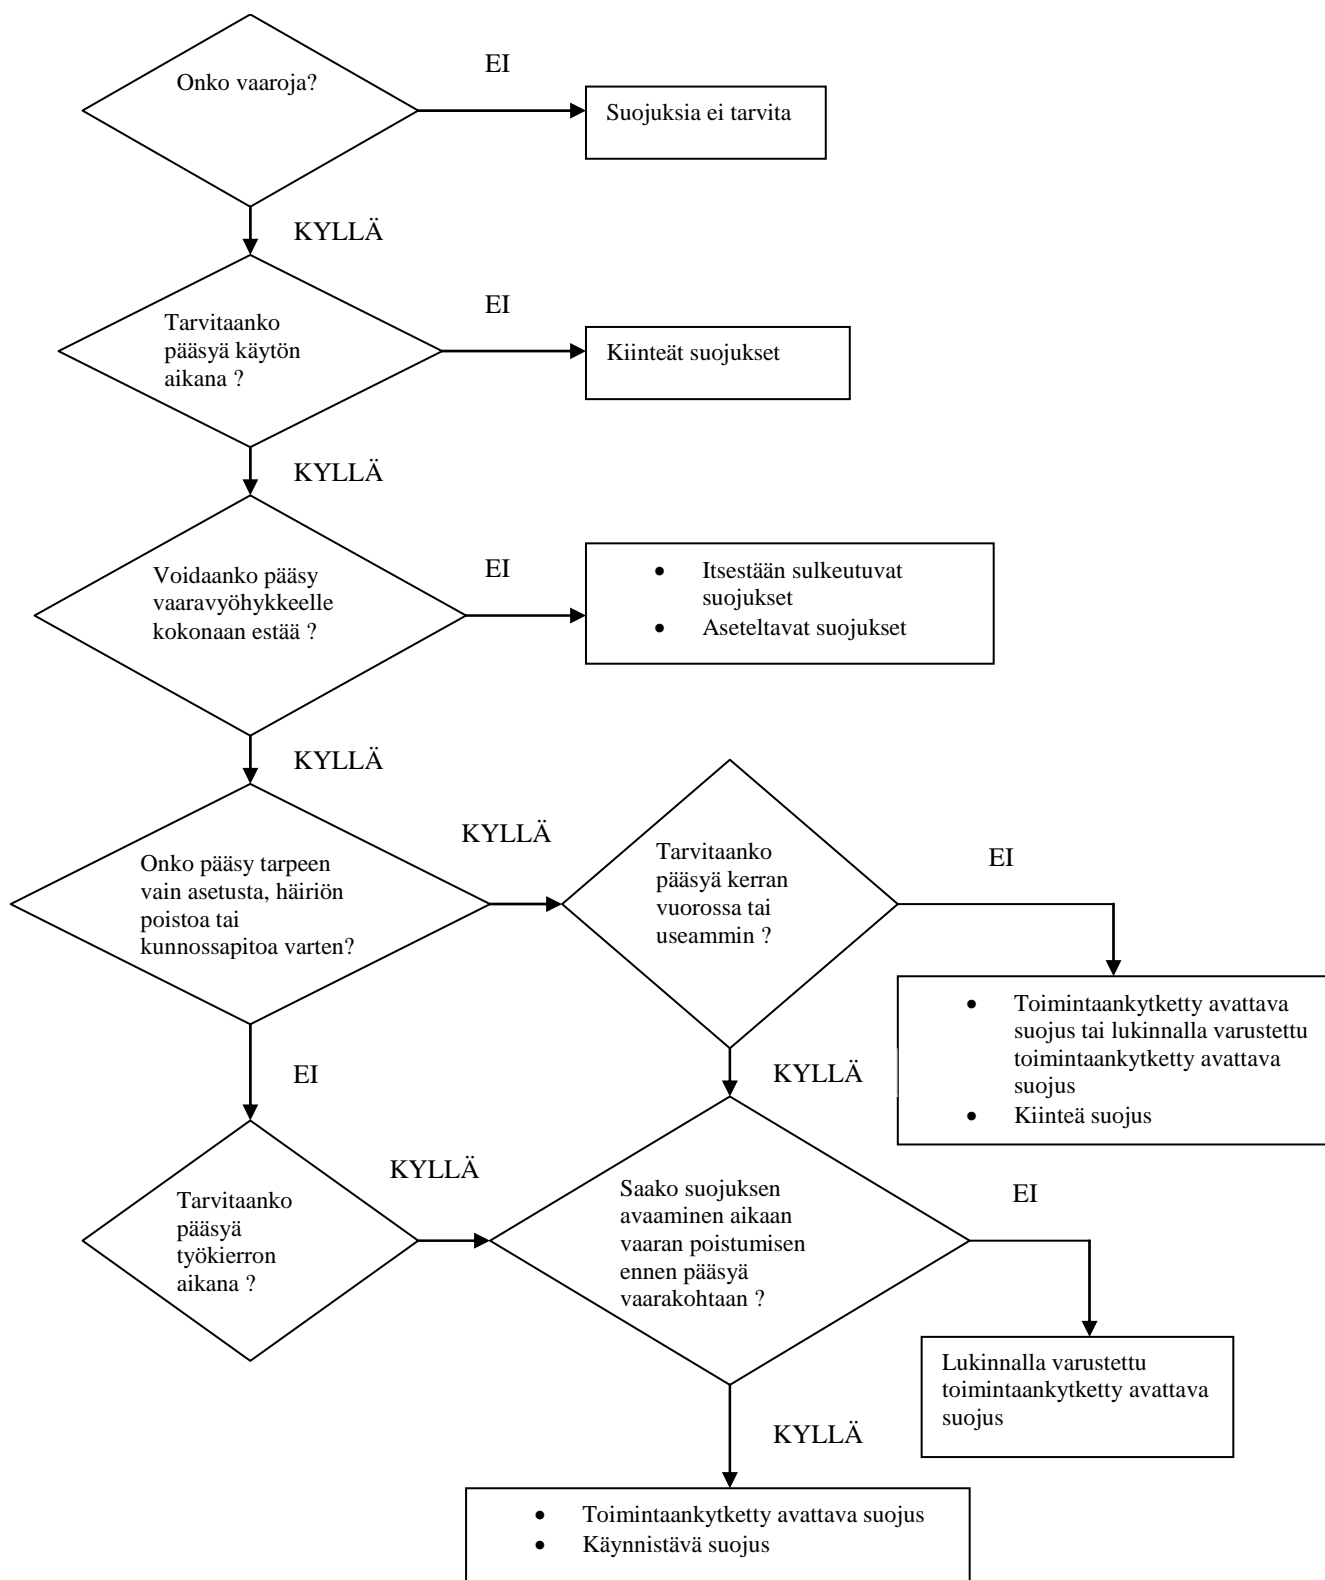 Onko vaaroja?
EI
Suojuksia ei tarvita
KYLLÄ
Tarvitaanko
pääsyä käytön
aikana ?
EI
Kiinteät suojukset
KYLLÄ
Voidaanko pääsy
vaaravyöhykkeelle
kokonaan estää ?
EI
• Itsestään sulkeutuvat
suojukset
• Aseteltavat suojukset
KYLLÄ
Onko pääsy tarpeen
vain asetusta, häiriön
poistoa tai
kunnossapitoa varten?
KYLLÄ
Tarvitaanko
pääsyä kerran
vuorossa tai
useammin ?
EI
• Toimintaankytketty avattava
suojus tai lukinnalla varustettu
toimintaankytketty avattava
suojus
• Kiinteä suojus
EI
KYLLÄ
Tarvitaanko
pääsyä
työkierron
aikana ?
KYLLÄ
Saako suojuksen
avaaminen aikaan
vaaran poistumisen
ennen pääsyä
vaarakohtaan ?
EI
Lukinnalla varustettu
toimintaankytketty avattava
suojus
KYLLÄ
• Toimintaankytketty avattava suojus
• Käynnistävä suojus